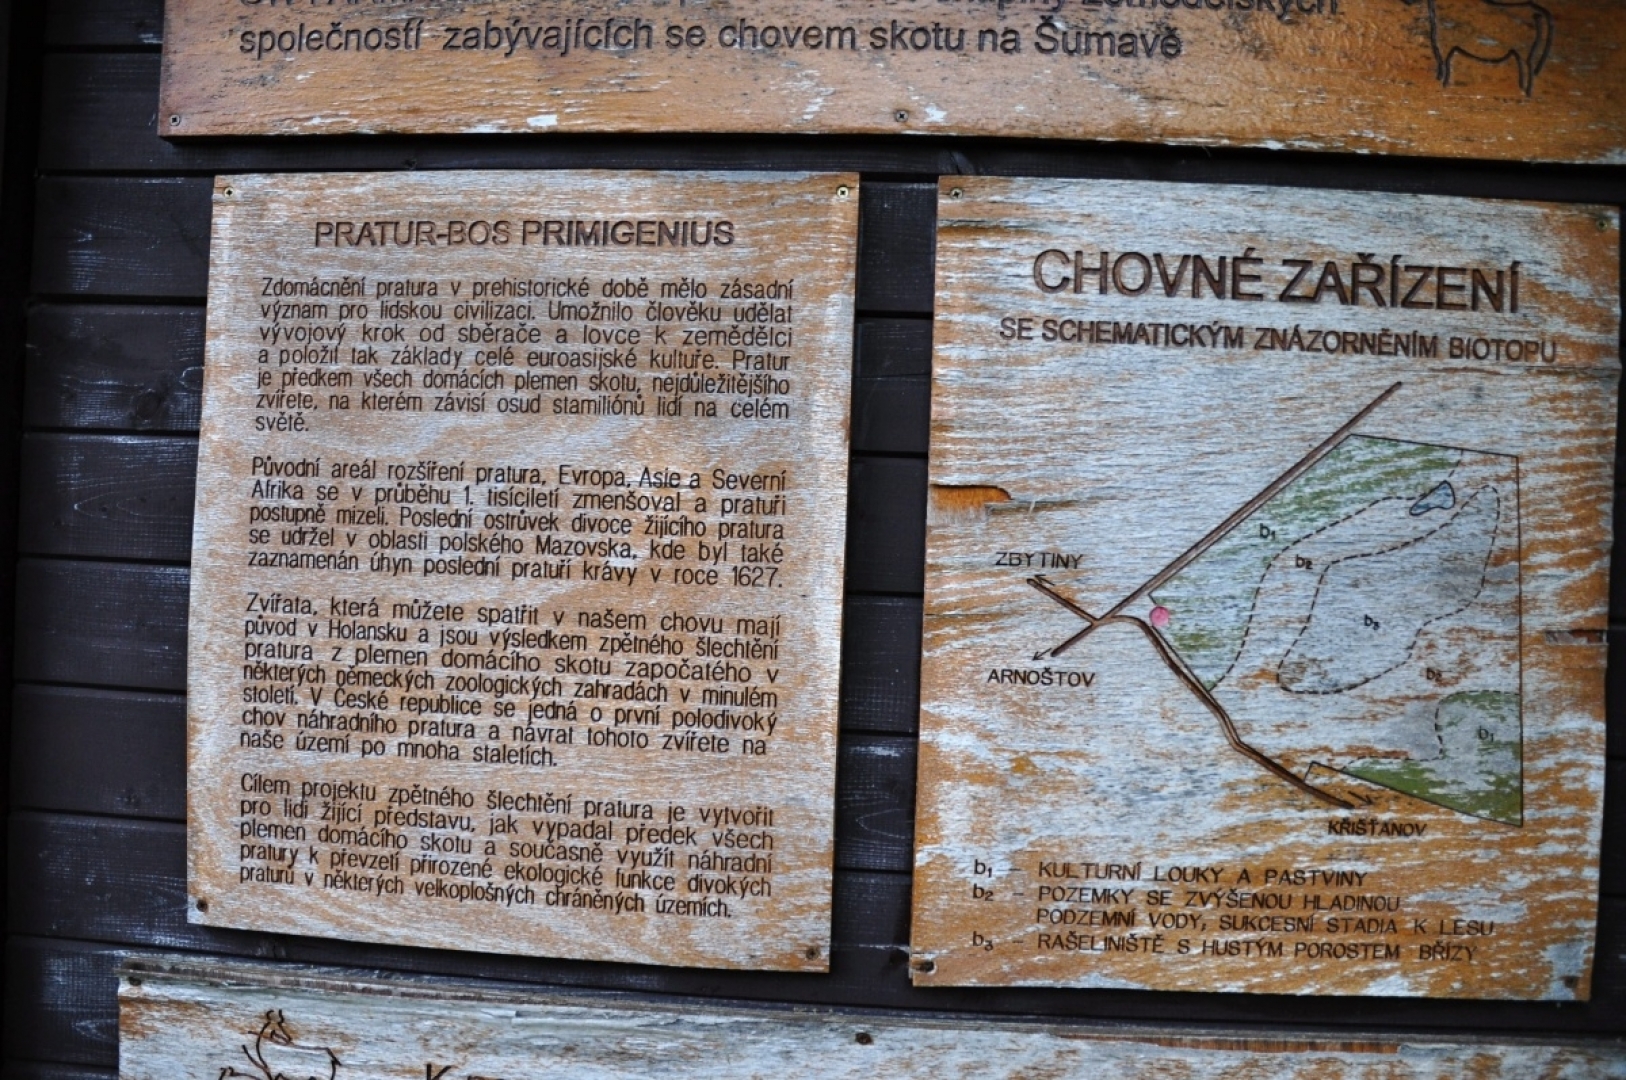 zemědělských
společností zabývajících se chovem skotu na Šumavě
PRATUR-BOS PRIMIGENIUS
Zdomácnění pratura v prehistorické době mělo zásadní
význam pro lidskou civilizaci. Umožnilo člověku udělat
vývojový krok od sběrače a lovce k zemědělci
a položit tak základy celé euroasijské kultuře. Pratur
je předkem všech domácích plemen skotu, nejdůležitějšího
zvířete, na kterém závisí osud stamiliónů lidí na celém
světě.
Původní areál rozšíření pratura, Evropa, Asie a Severní
Afrika se v průběhu 1. tisíciletí zmenšoval a pratuři
postupně mizeli. Poslední ostrůvek divoce žijícího pratura
se udržel v oblasti polského Mazovska, kde byl také
zaznamenán úhyn poslední pratuří krávy v roce 1627.
Zvířata, která můžete spatřit v našem chovu mají
původ v Holansku a jsou výsledkem zpětného šlechtění
pratura z plemen domácího skotu započatého v
některých německých zoologických zahradách v minulém
století. V České republice se jedná o první polodivoký
chov náhradního pratura a návrat tohoto zvířete na
naše území po mnoha staletích.
Cílem projektu zpětného šlechtění pratura je vytvořit
pro lidi žijící představu, jak vypadal předek všech
plemen domácího skotu a současně využít náhradní
pratury k převzetí přirozené ekologické funkce divokých
praturů v některých velkoplošných chráněných územích.
CHOVNÉ ZAŘÍZENÍ
SE SCHEMATICKÝM ZNÁZORNĚNÍM BIOTOPU
b₁
b₂
ZBYTINY
b₃
ARNOŠTOV
b₂
b₁
KŘIŠŤANOV
b₁ – KULTURNÍ LOUKY A PASTVINY
b₂ – POZEMKY SE ZVÝŠENOU HLADINOU
PODZEMNÍ VODY, SUKCESNÍ STADIA K LESU
b₃ – RAŠELINIŠTĚ S HUSTÝM POROSTEM BŘÍZY